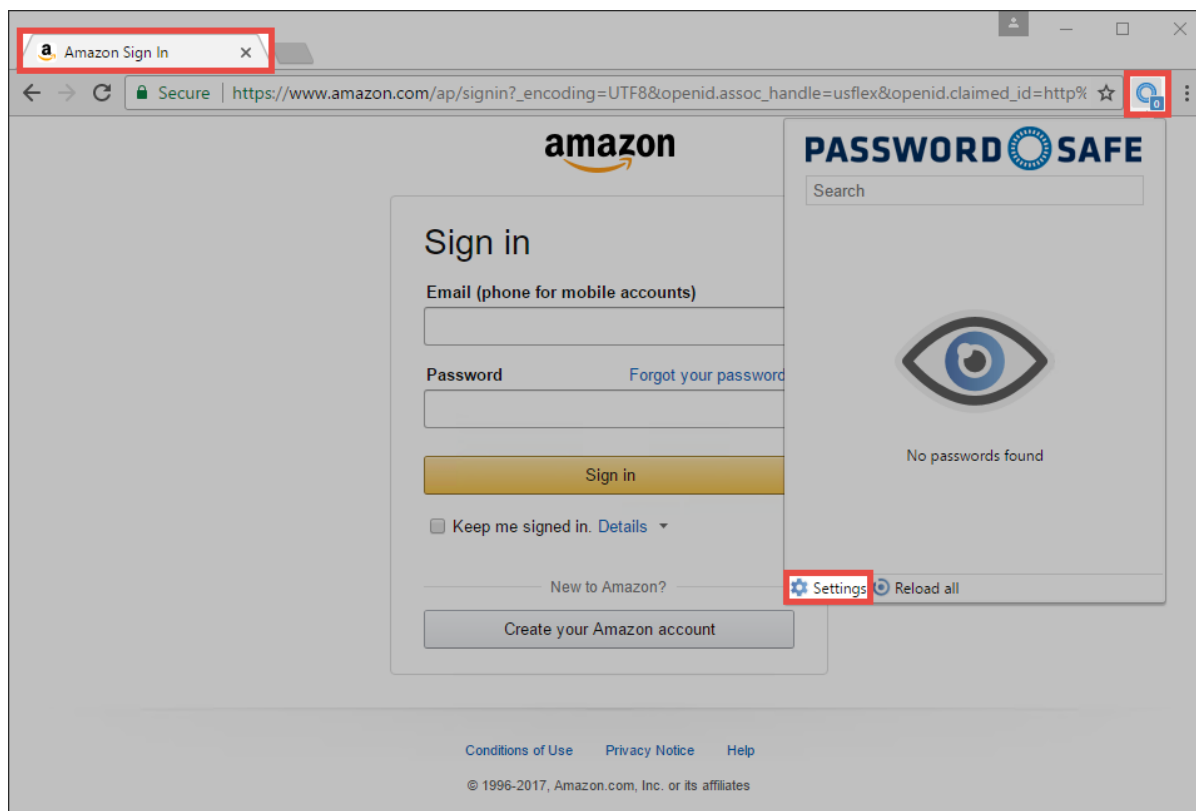 Amazon Sign In
Secure | https://www.amazon.com/ap/signin?_encoding=UTF8&openid.assoc_handle=usflex&openid.claimed_id=http%
0
amazon
Sign in
Email (phone for mobile accounts)
Password Forgot your password
Sign in
Keep me signed in. Details
New to Amazon?
Create your Amazon account
Conditions of Use Privacy Notice Help
© 1996-2017, Amazon.com, Inc. or its affiliates
PASSWORD SAFE
Search
No passwords found
Settings Reload all